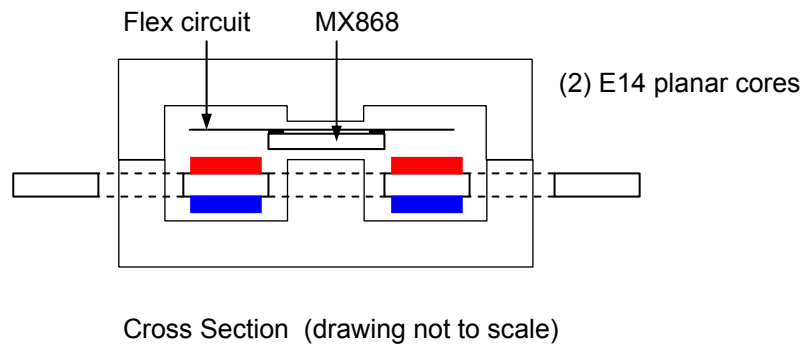 Flex circuit
MX868
(2) E14 planar cores
Cross Section (drawing not to scale)